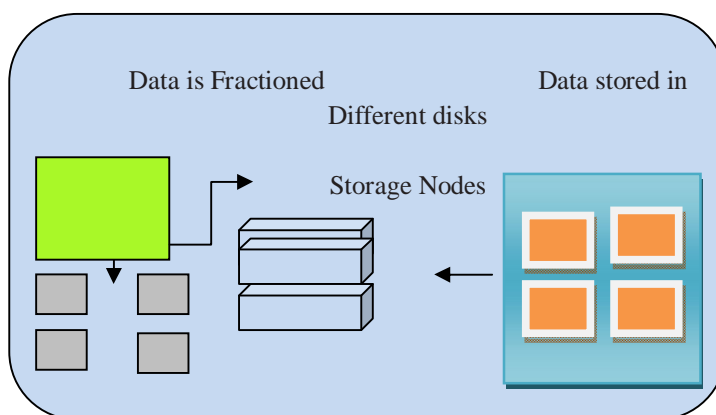 Data is Fractioned Data stored in
Different disks
Storage Nodes